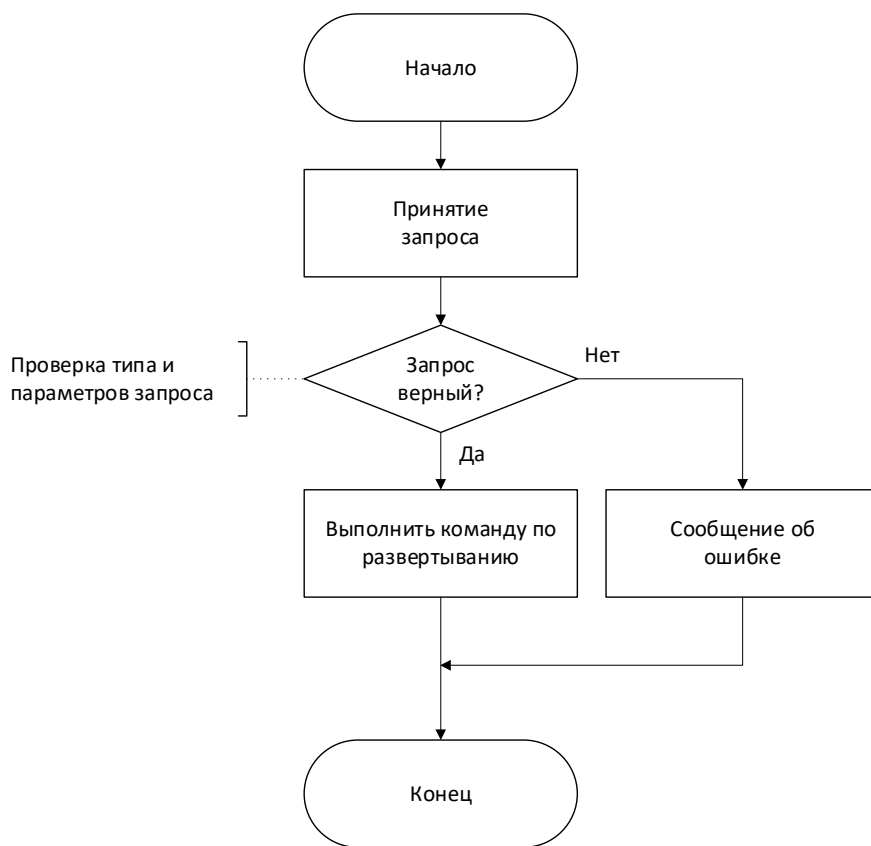 Начало
Принятие
запроса
Проверка типа и
параметров запроса
Запрос
верный?
Нет
Да
Выполнить команду по
развертыванию
Сообщение об
ошибке
Конец